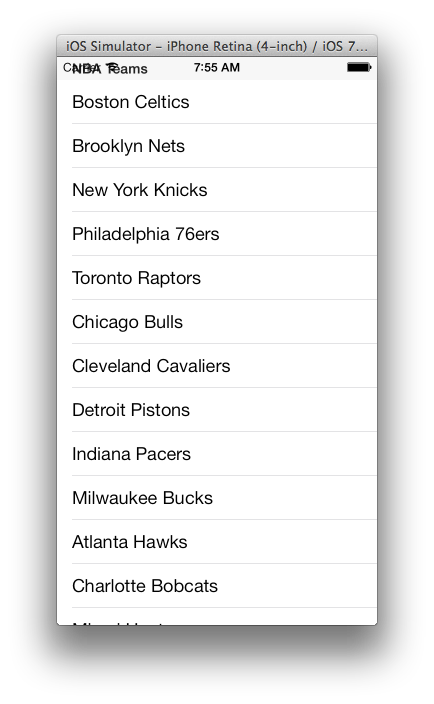 iOS Simulator - iPhone Retina (4-inch) / iOS 7...
Carrier 7:55 AM
NBA Teams
Boston Celtics
Brooklyn Nets
New York Knicks
Philadelphia 76ers
Toronto Raptors
Chicago Bulls
Cleveland Cavaliers
Detroit Pistons
Indiana Pacers
Milwaukee Bucks
Atlanta Hawks
Charlotte Bobcats